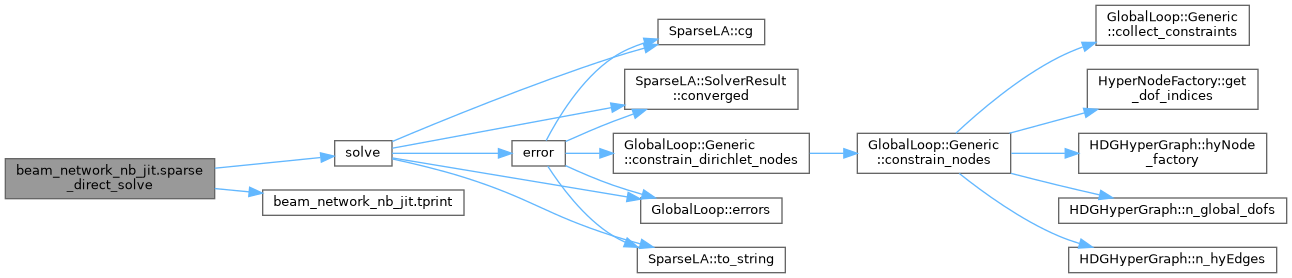 beam_network_nb_jit.sparse
_direct_solve
solve
beam_network_nb_jit.tprint
error
SparseLA::cg
SparseLA::SolverResult
::converged
GlobalLoop::Generic
::constrain_dirichlet_nodes
GlobalLoop::errors
SparseLA::to_string
GlobalLoop::Generic
::constrain_nodes
GlobalLoop::Generic
::collect_constraints
HyperNodeFactory::get
_dof_indices
HDGHyperGraph::hyNode
_factory
HDGHyperGraph::n_global_dofs
HDGHyperGraph::n_hyEdges